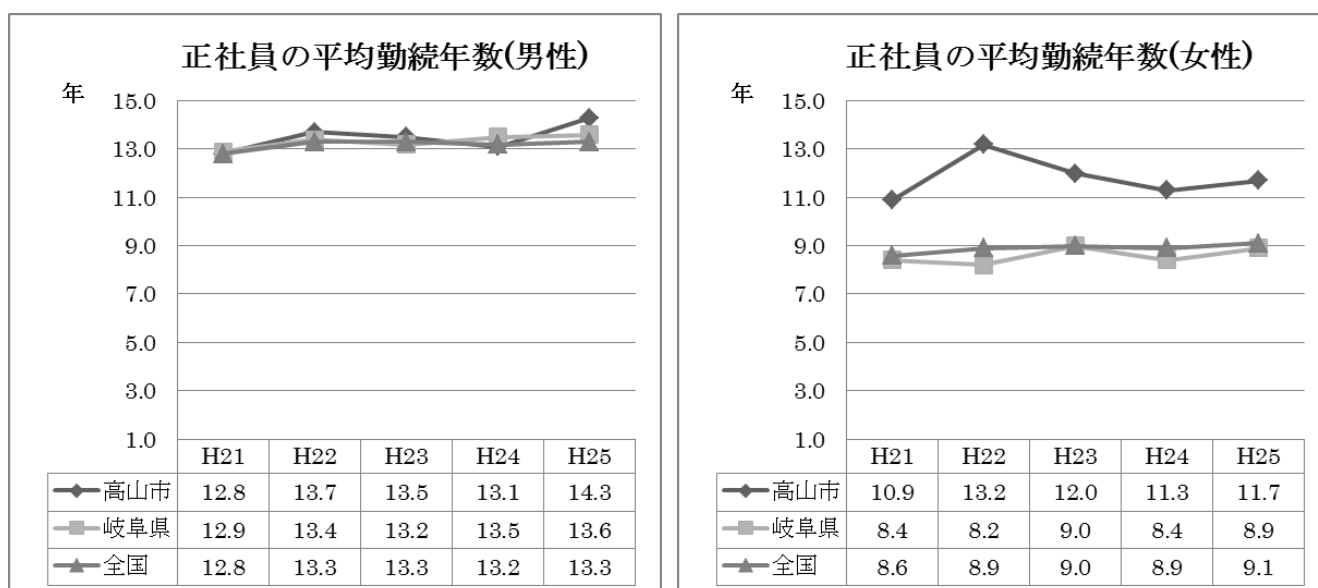 正社員の平均勤続年数(男性)
年
15.0
13.0
11.0
9.0
7.0
5.0
3.0
1.0
H21 H22 H23 H24 H25
高山市 12.8 13.7 13.5 13.1 14.3
岐阜県 12.9 13.4 13.2 13.5 13.6
全国 12.8 13.3 13.3 13.2 13.3
正社員の平均勤続年数(女性)
年
15.0
13.0
11.0
9.0
7.0
5.0
3.0
1.0
H21 H22 H23 H24 H25
高山市 10.9 13.2 12.0 11.3 11.7
岐阜県 8.4 8.2 9.0 8.4 8.9
全国 8.6 8.9 9.0 8.9 9.1